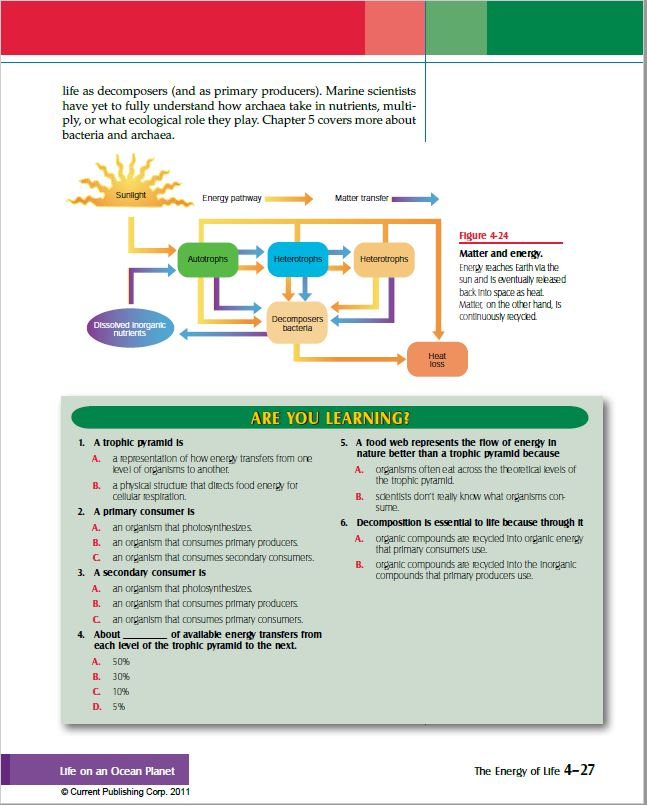 life as decomposers (and as primary producers). Marine scientists
have yet to fully understand how archaea take in nutrients, multi-
ply, or what ecological role they play. Chapter 5 covers more about
bacteria and archaea.
Sunlight
Energy pathway
Matter transfer
Autotrophs
Heterotrophs
Heterotrophs
Dissolved inorganic
nutrients
Decomposers
bacteria
Heat
loss
Figure 4-24
Matter and energy.
Energy reaches Earth via the
sun and is eventually released
back into space as heat.
Matter, on the other hand, is
continuously recycled.
ARE YOU LEARNING?
1. A trophic pyramid is
A. a representation of how energy transfers from one
level of organisms to another.
B. a physical structure that directs food energy for
cellular respiration.
2. A primary consumer is
A. an organism that photosynthesizes.
B. an organism that consumes primary producers.
C. an organism that consumes secondary consumers.
3. A secondary consumer is
A. an organism that photosynthesizes.
B. an organism that consumes primary producers.
C. an organism that consumes primary consumers.
4. About ________ of available energy transfers from
each level of the trophic pyramid to the next.
A. 50%
B. 30%
C. 10%
D. 5%
5. A food web represents the flow of energy in
nature better than a trophic pyramid because
A. organisms often eat across the theoretical levels of
the trophic pyramid.
B. scientists don't really know what organisms con-
sume.
6. Decomposition is essential to life because through it
A. organic compounds are recycled into organic energy
that primary consumers use.
B. organic compounds are recycled into the inorganic
compounds that primary producers use.
Life on an Ocean Planet
The Energy of Life 4–27
© Current Publishing Corp. 2011